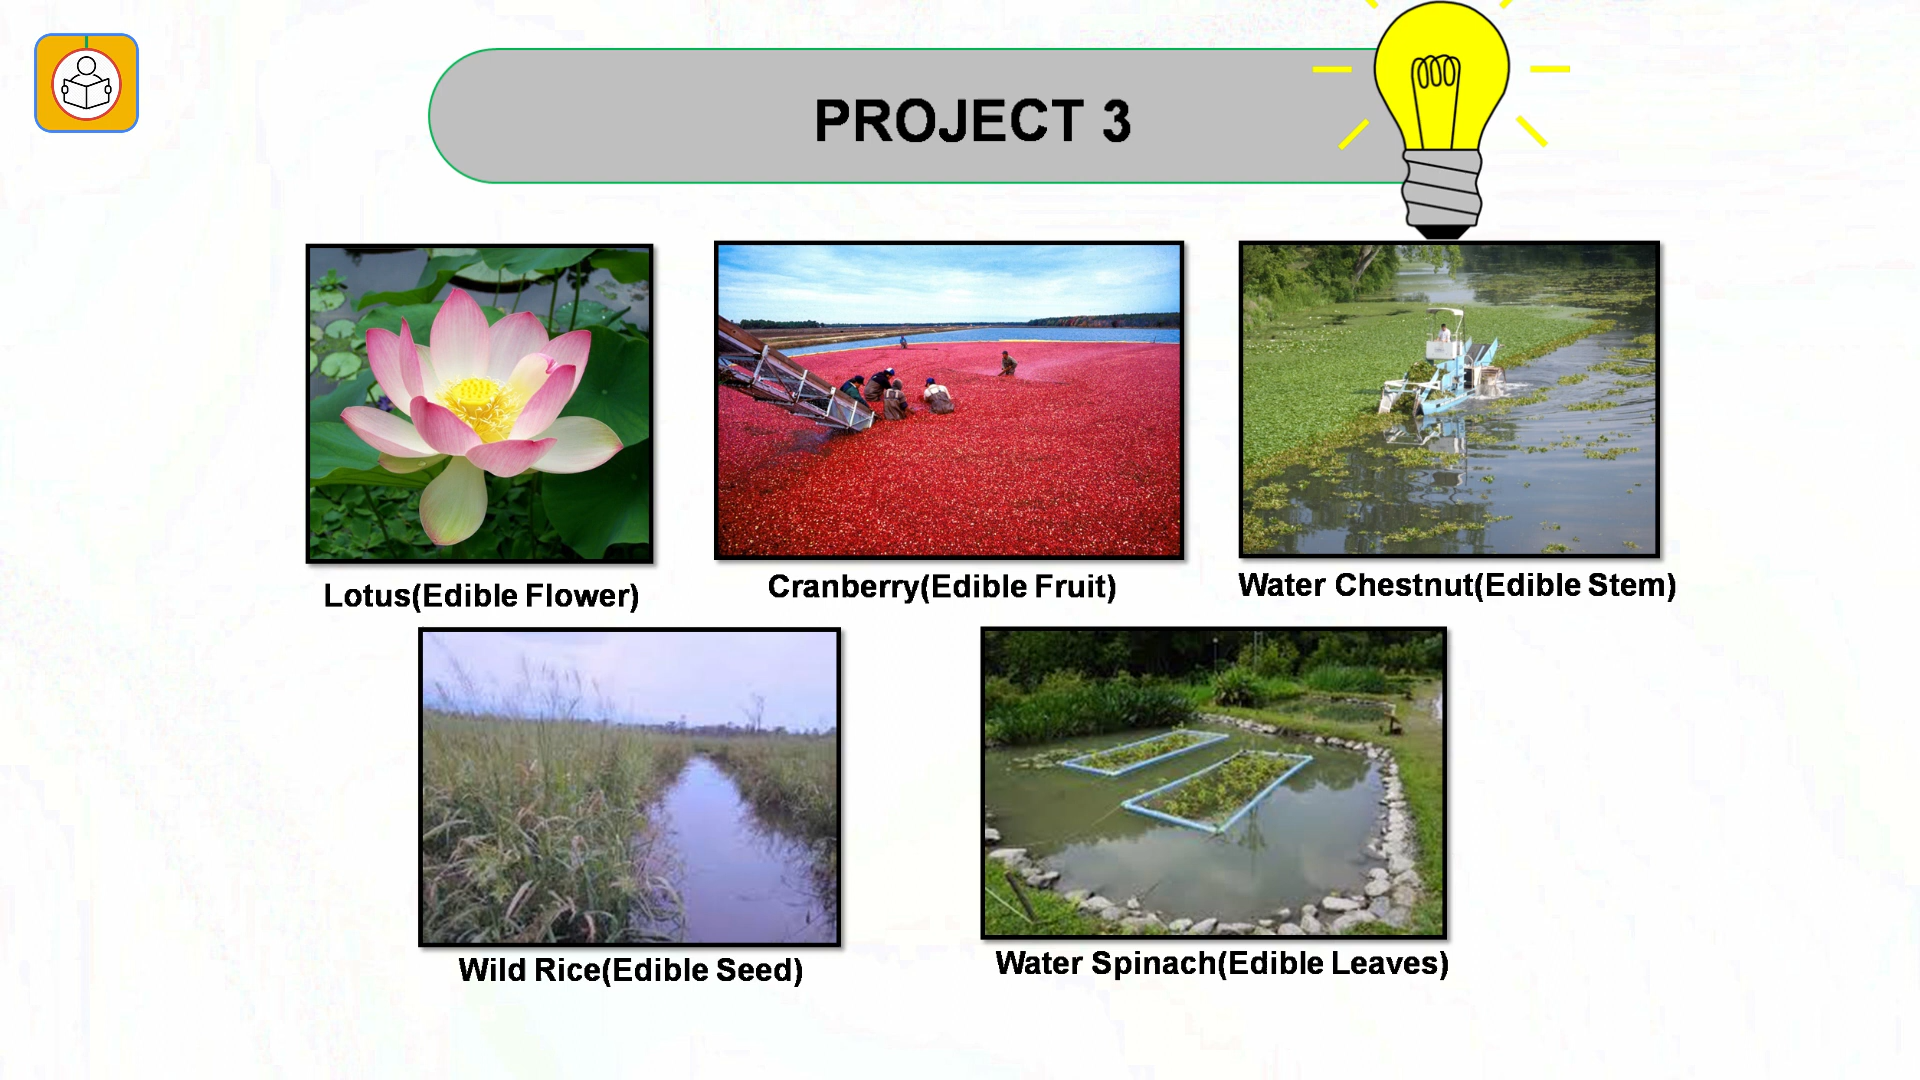 PROJECT 3
Lotus(Edible Flower)
Cranberry(Edible Fruit)
Water Chestnut(Edible Stem)
Wild Rice(Edible Seed)
Water Spinach(Edible Leaves)